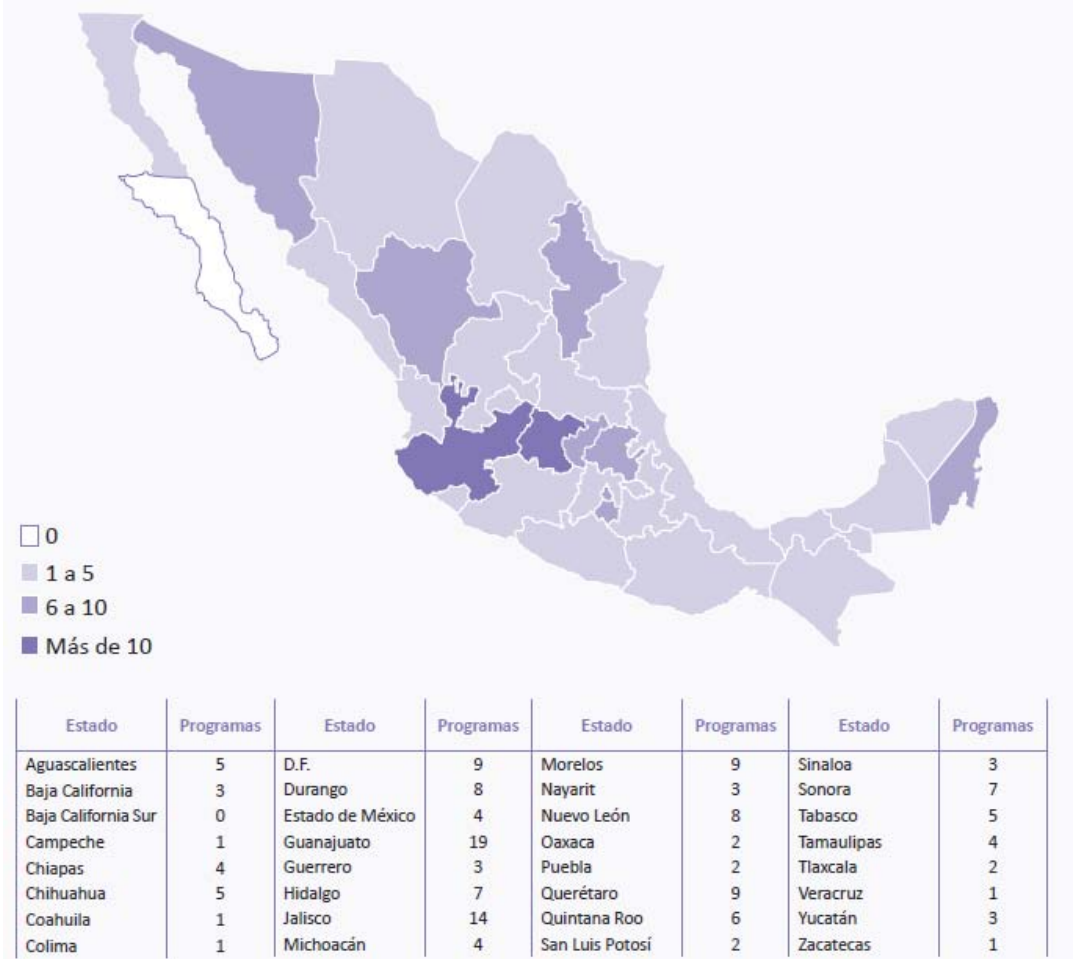 0
1 a 5
6 a 10
Más de 10
Estado Programas Estado Programas Estado Programas Estado Programas
Aguascalientes 5 D.F. 9 Morelos 9 Sinaloa 3
Baja California 3 Durango 8 Nayarit 3 Sonora 7
Baja California Sur 0 Estado de México 4 Nuevo León 8 Tabasco 5
Campeche 1 Guanajuato 19 Oaxaca 2 Tamaulipas 4
Chiapas 4 Guerrero 3 Puebla 2 Tlaxcala 2
Chihuahua 5 Hidalgo 7 Querétaro 9 Veracruz 1
Coahuila 1 Jalisco 14 Quintana Roo 6 Yucatán 3
Colima 1 Michoacán 4 San Luis Potosí 2 Zacatecas 1